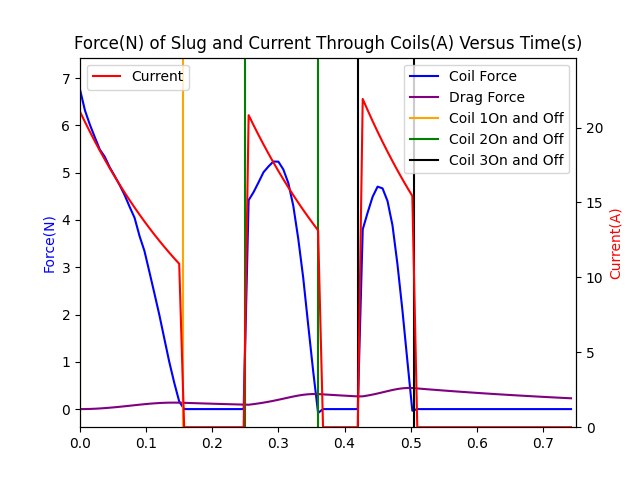 Force(N) of Slug and Current Through Coils(A) Versus Time(s)
Current
Coil Force
Drag Force
Coil 1On and Off
Coil 2On and Off
Coil 3On and Off
Force(N)
7
6
5
4
3
2
1
0
Current(A)
20
15
10
5
0
0.0 0.1 0.2 0.3 0.4 0.5 0.6 0.7